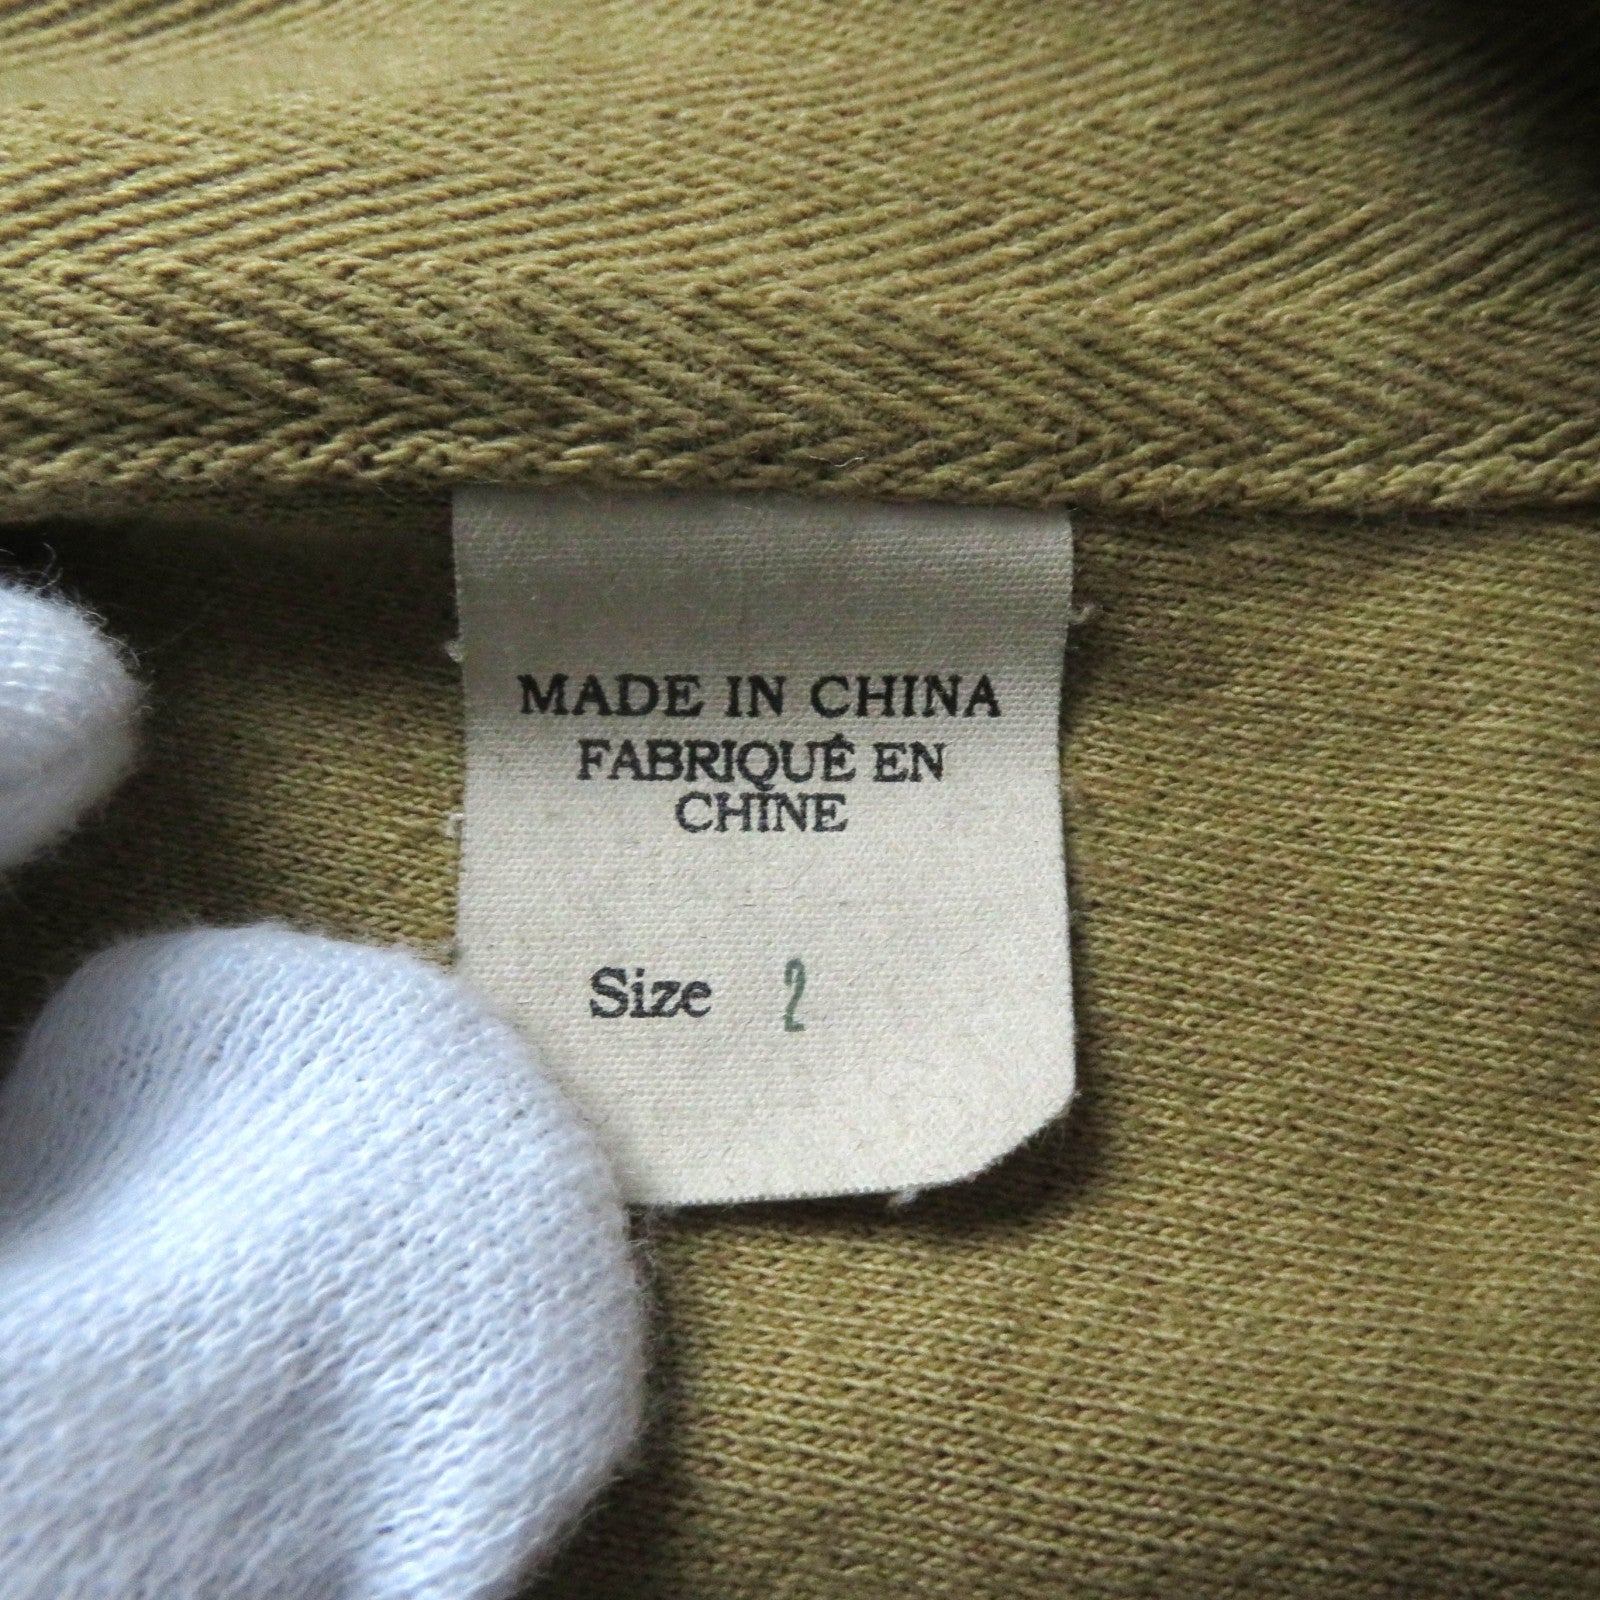 MADE IN CHINA
FABRIQUÉ EN
CHINE
Size 2